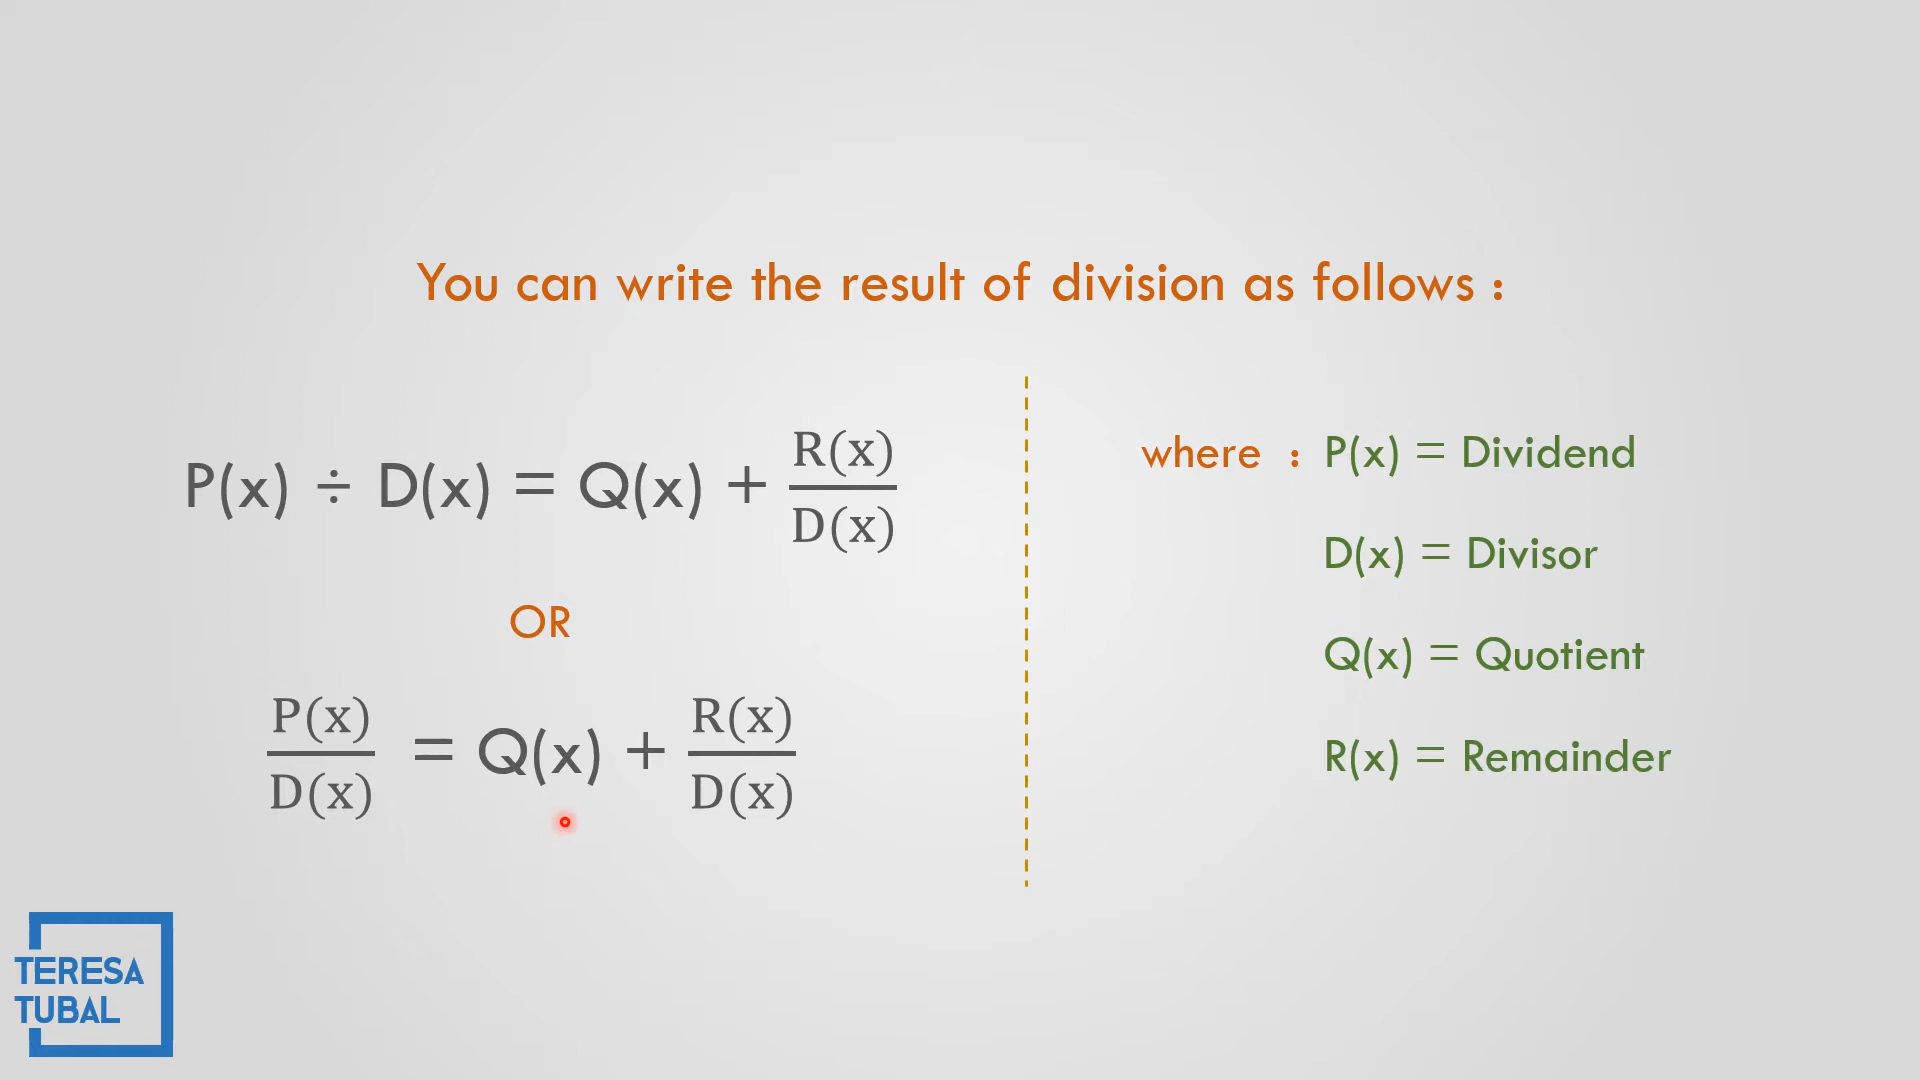 You can write the result of division as follows :
P(x) ÷ D(x) = Q(x) + R(x)/D(x)
OR
P(x)/D(x) = Q(x) + R(x)/D(x)
where : P(x) = Dividend
D(x) = Divisor
Q(x) = Quotient
R(x) = Remainder
TERESA
TUBAL